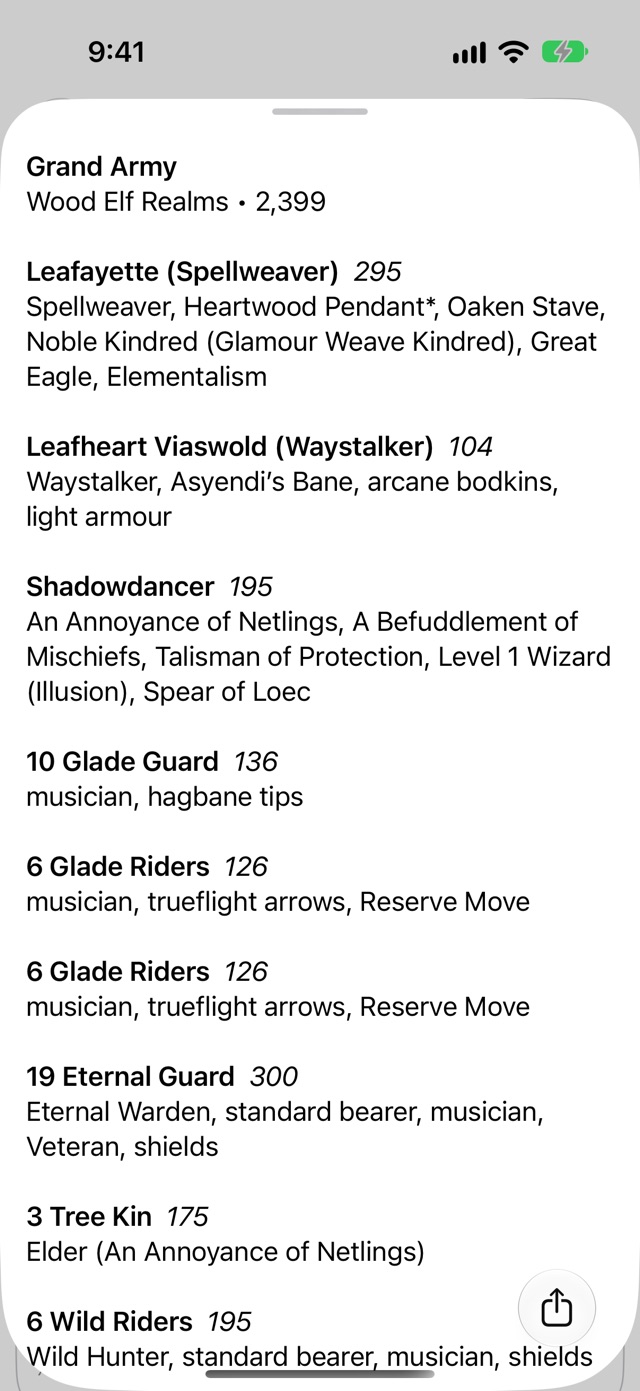 9:41
Grand Army
Wood Elf Realms • 2,399
Leafayette (Spellweaver) 295
Spellweaver, Heartwood Pendant*, Oaken Stave,
Noble Kindred (Glamour Weave Kindred), Great
Eagle, Elementalism
Leafheart Viaswold (Waystalker) 104
Waystalker, Asyendi’s Bane, arcane bodkins,
light armour
Shadowdancer 195
An Annoyance of Netlings, A Befuddlement of
Mischiefs, Talisman of Protection, Level 1 Wizard
(Illusion), Spear of Loec
10 Glade Guard 136
musician, hagbane tips
6 Glade Riders 126
musician, trueflight arrows, Reserve Move
6 Glade Riders 126
musician, trueflight arrows, Reserve Move
19 Eternal Guard 300
Eternal Warden, standard bearer, musician,
Veteran, shields
3 Tree Kin 175
Elder (An Annoyance of Netlings)
6 Wild Riders 195
Wild Hunter, standard bearer, musician, shields